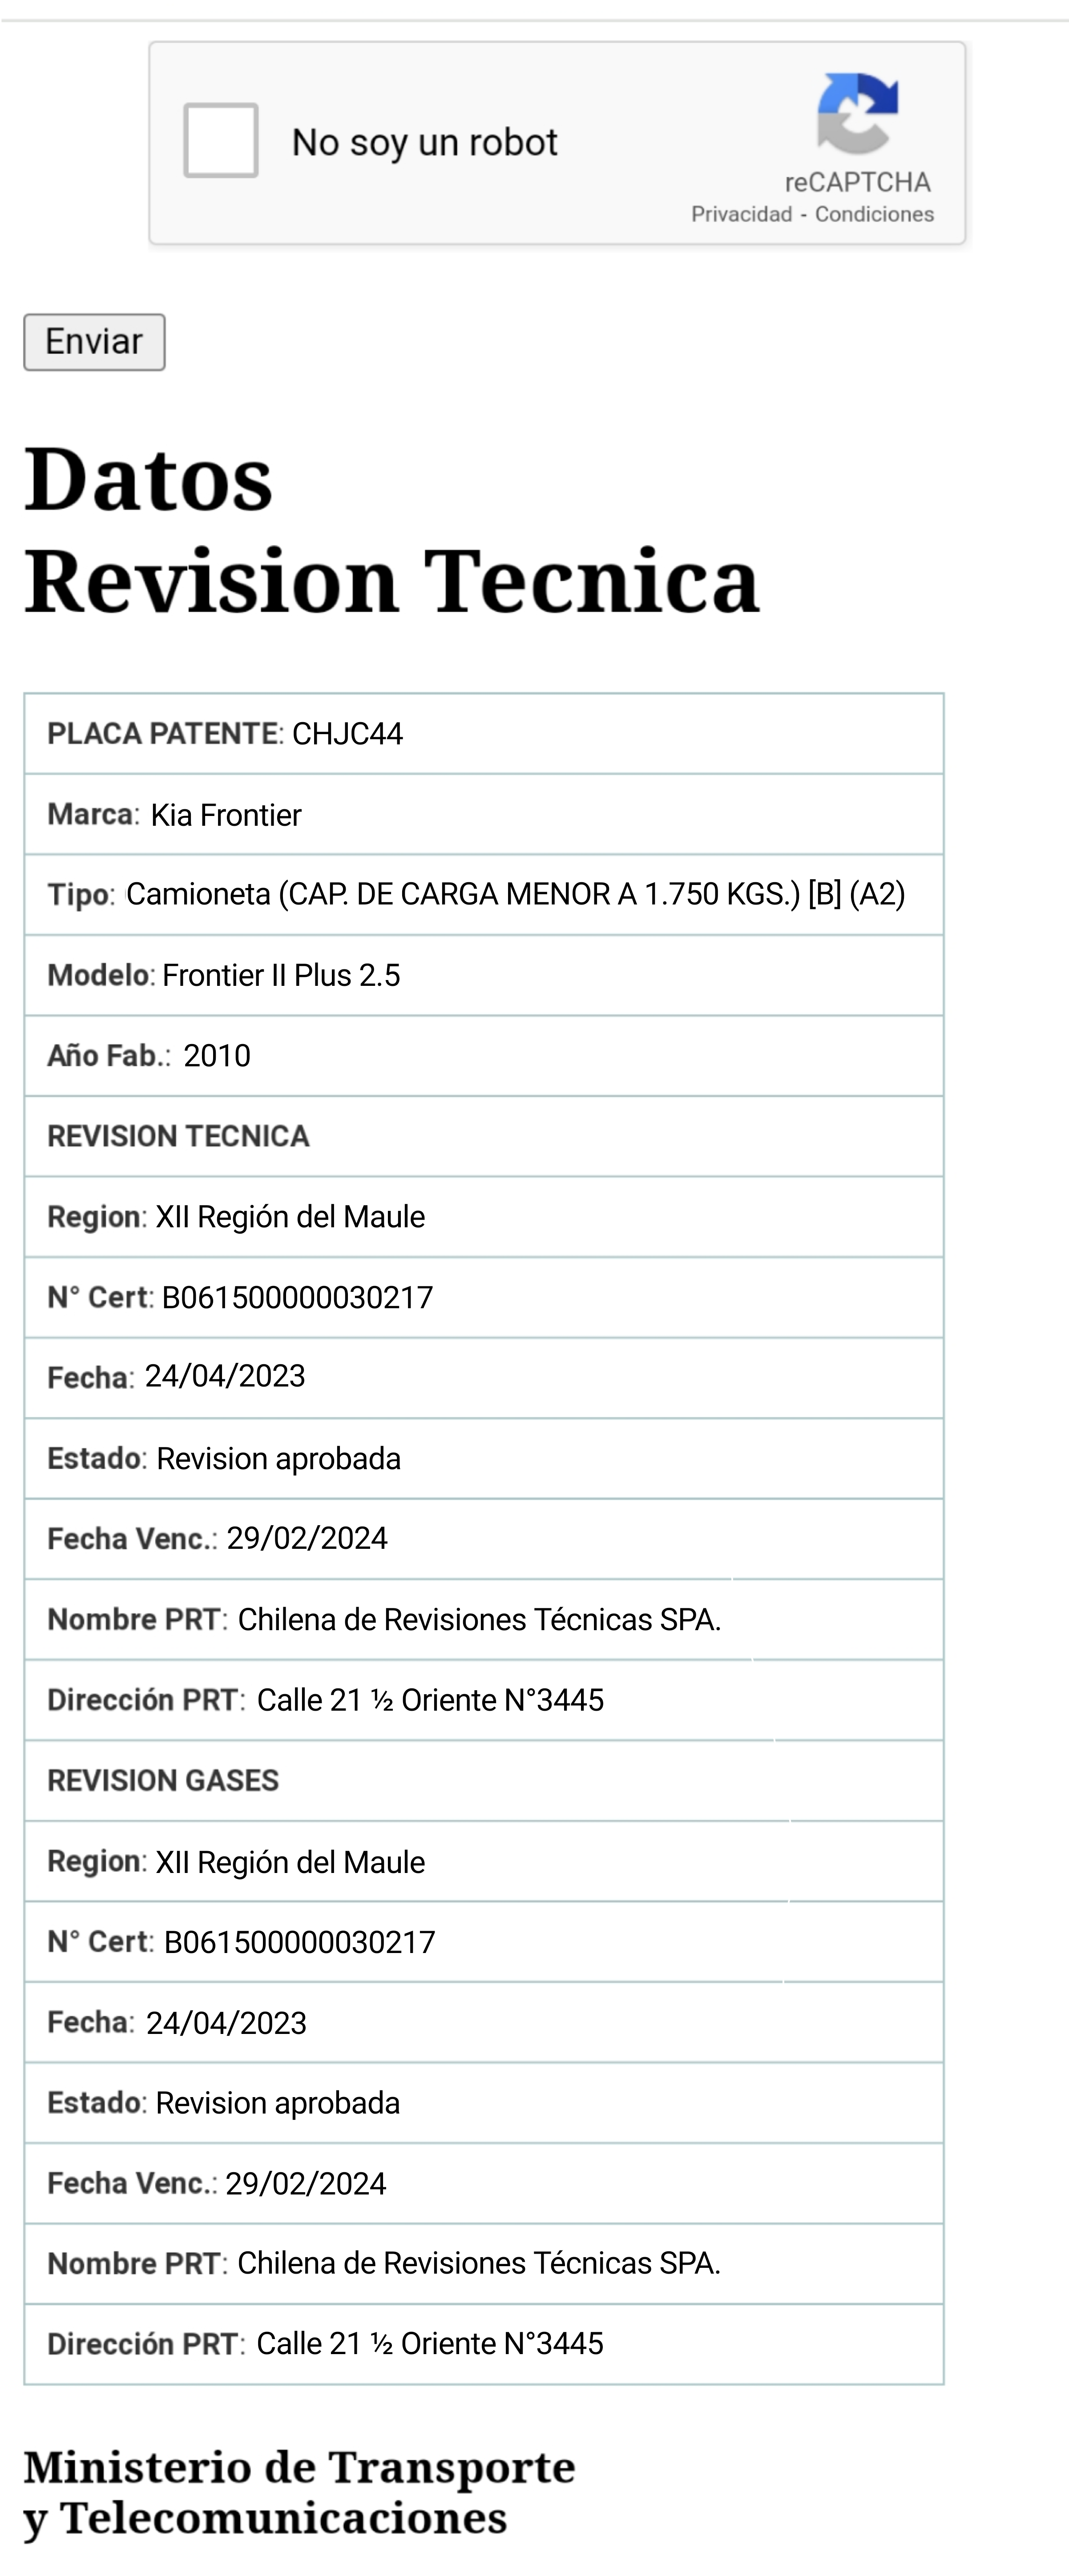 No soy un robot
reCAPTCHA
Privacidad - Condiciones
Enviar
Datos
Revision Tecnica
PLACA PATENTE: CHJC44
Marca: Kia Frontier
Tipo: Camioneta (CAP. DE CARGA MENOR A 1.750 KGS.) [B] (A2)
Modelo: Frontier II Plus 2.5
Año Fab.: 2010
REVISION TECNICA
Region: XII Región del Maule
N° Cert: B061500000030217
Fecha: 24/04/2023
Estado: Revision aprobada
Fecha Venc.: 29/02/2024
Nombre PRT: Chilena de Revisiones Técnicas SPA.
Dirección PRT: Calle 21 ½ Oriente N°3445
REVISION GASES
Region: XII Región del Maule
N° Cert: B061500000030217
Fecha: 24/04/2023
Estado: Revision aprobada
Fecha Venc.: 29/02/2024
Nombre PRT: Chilena de Revisiones Técnicas SPA.
Dirección PRT: Calle 21 ½ Oriente N°3445
Ministerio de Transporte
y Telecomunicaciones